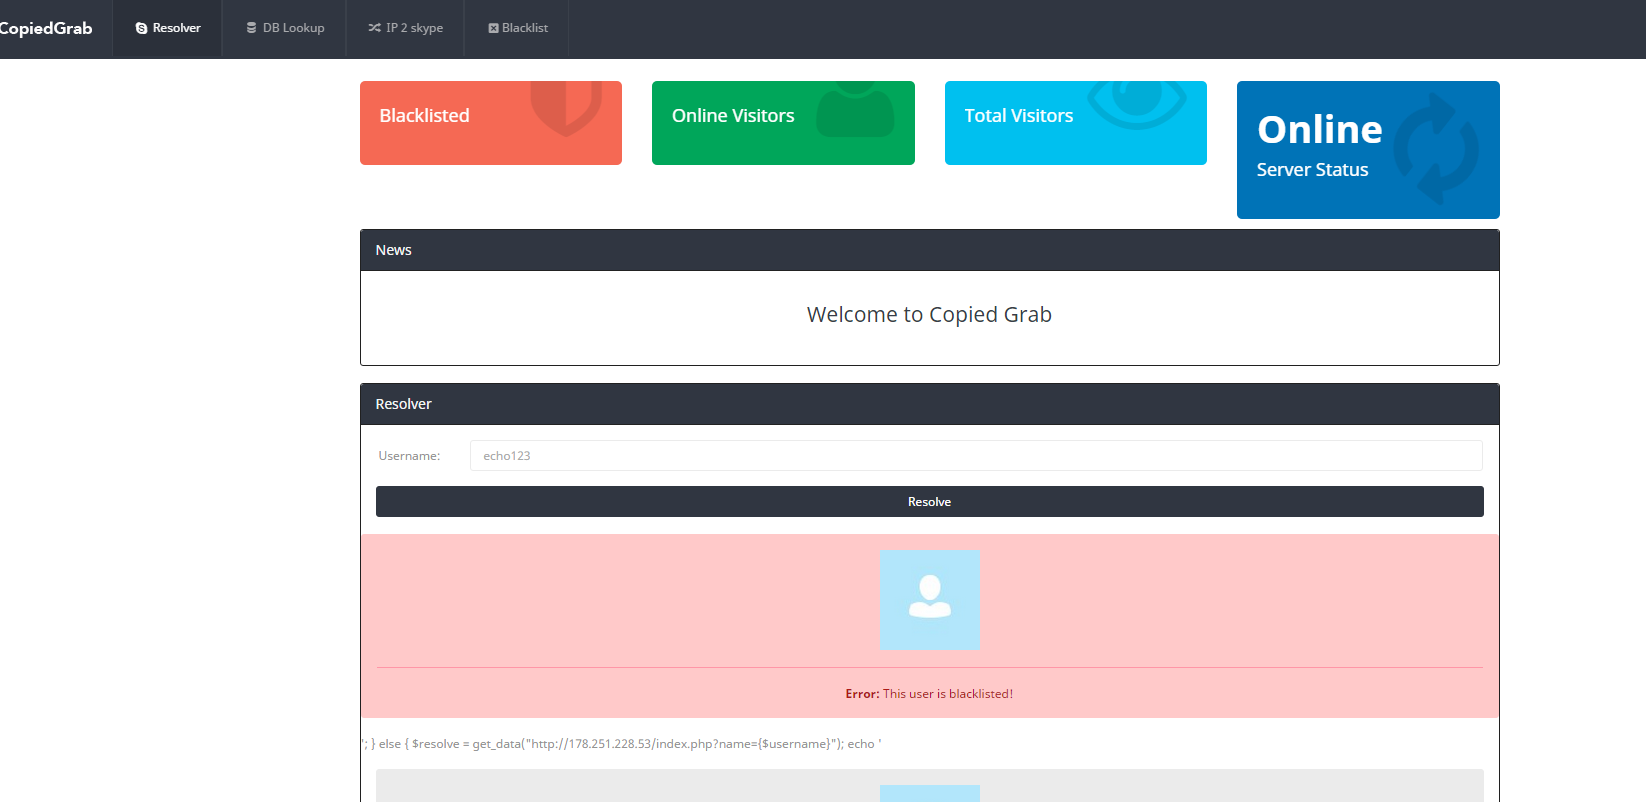 CopiedGrab
Resolver
DB Lookup
IP 2 skype
Blacklist
Blacklisted
Online Visitors
Total Visitors
Online
Server Status
News
Welcome to Copied Grab
Resolver
Username:
echo123
Resolve
Error: This user is blacklisted!
'; } else { $resolve = get_data("http://178.251.228.53/index.php?name={$username}"); echo '